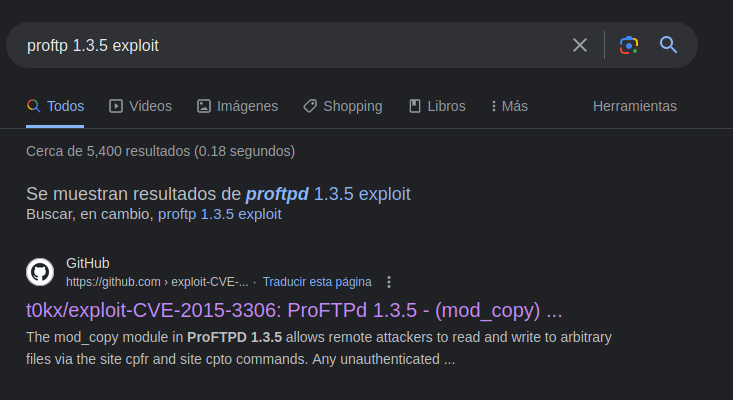 proftp 1.3.5 exploit
Todos Videos Imágenes Shopping Libros Más Herramientas
Cerca de 5,400 resultados (0.18 segundos)
Se muestran resultados de proftpd 1.3.5 exploit
Buscar, en cambio, proftp 1.3.5 exploit
GitHub
https://github.com › exploit-CVE-... · Traducir esta página
t0kx/exploit-CVE-2015-3306: ProFTPd 1.3.5 - (mod_copy) ...
The mod_copy module in ProFTPD 1.3.5 allows remote attackers to read and write to arbitrary
files via the site cpfr and site cpto commands. Any unauthenticated ...